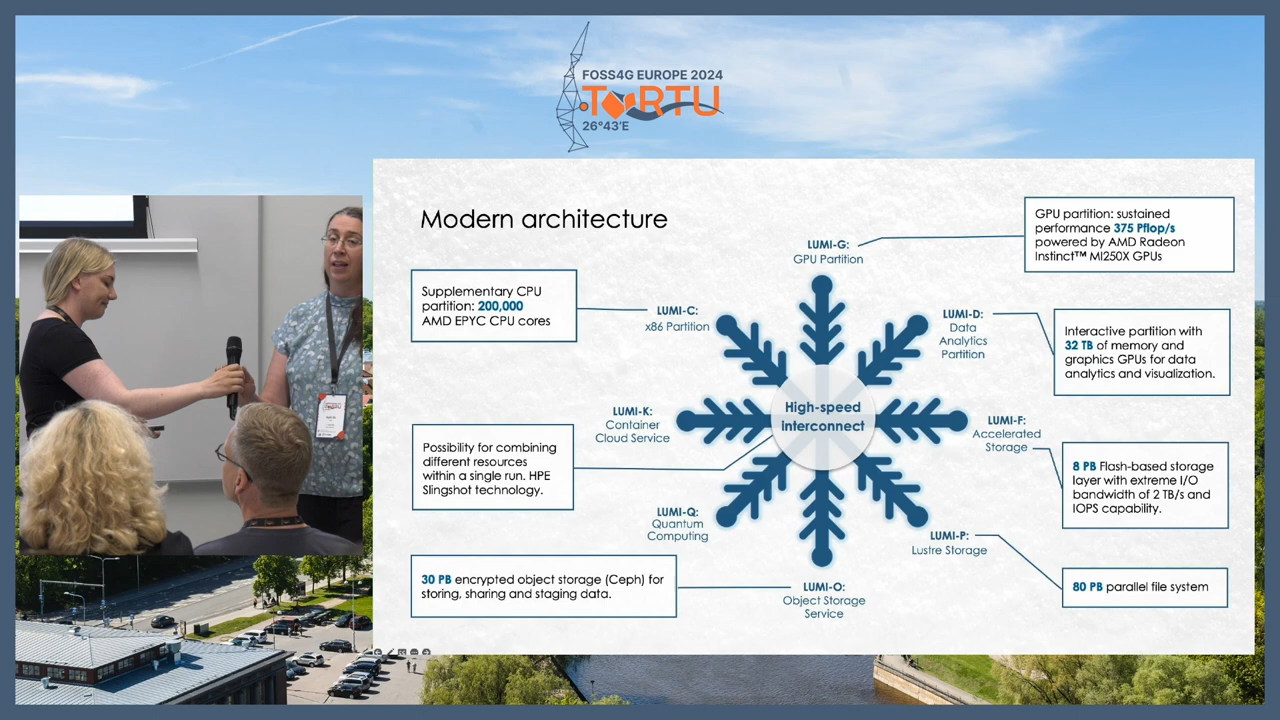 FOSS4G EUROPE 2024
TARTU
26°43'E
Modern architecture
GPU partition: sustained
performance 375 Pflop/s
powered by AMD Radeon
Instinct™ MI250X GPUs
LUMI-G:
GPU Partition
Supplementary CPU
partition: 200,000
AMD EPYC CPU cores
LUMI-C:
x86 Partition
LUMI-D:
Data
Analytics
Partition
Interactive partition with
32 TB of memory and
graphics GPUs for data
analytics and visualization.
High-speed
interconnect
LUMI-K:
Container
Cloud Service
LUMI-F:
Accelerated
Storage
Possibility for combining
different resources
within a single run. HPE
Slingshot technology.
8 PB Flash-based storage
layer with extreme I/O
bandwidth of 2 TB/s and
IOPS capability.
LUMI-Q:
Quantum
Computing
LUMI-P:
Lustre Storage
30 PB encrypted object storage (Ceph) for
storing, sharing and staging data.
LUMI-O:
Object Storage
Service
80 PB parallel file system